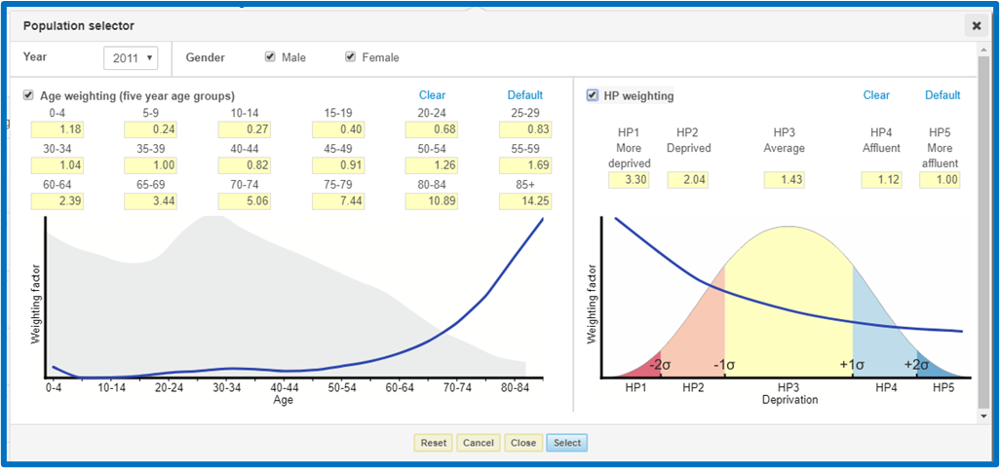 Population selector
Year
2011
Gender
Male
Female
Age weighting (five year age groups)
Clear
Default
0-4 5-9 10-14 15-19 20-24 25-29
1.18 0.24 0.27 0.40 0.68 0.83
30-34 35-39 40-44 45-49 50-54 55-59
1.04 1.00 0.82 0.91 1.26 1.69
60-64 65-69 70-74 75-79 80-84 85+
2.39 3.44 5.06 7.44 10.89 14.25
Weighting factor
0-4 10-14 20-24 30-34 40-44 50-54 60-64 70-74 80-84
Age
HP weighting
Clear
Default
HP1 HP2 HP3 HP4 HP5
More Deprived Average Affluent More
deprived affluent
3.30 2.04 1.43 1.12 1.00
Weighting factor
-2σ -1σ +1σ +2σ
HP1 HP2 HP3 HP4 HP5
Deprivation
Reset Cancel Close Select